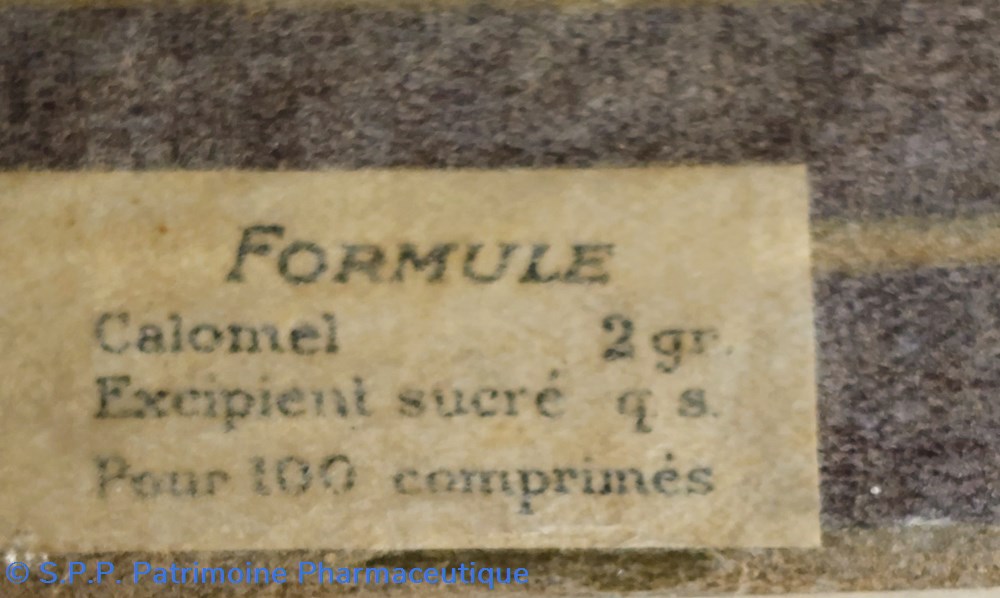 FORMULE
Calomel 2 gr.
Excipient sucré q s.
Pour 100 comprimés
© S.P.P. Patrimoine Pharmaceutique